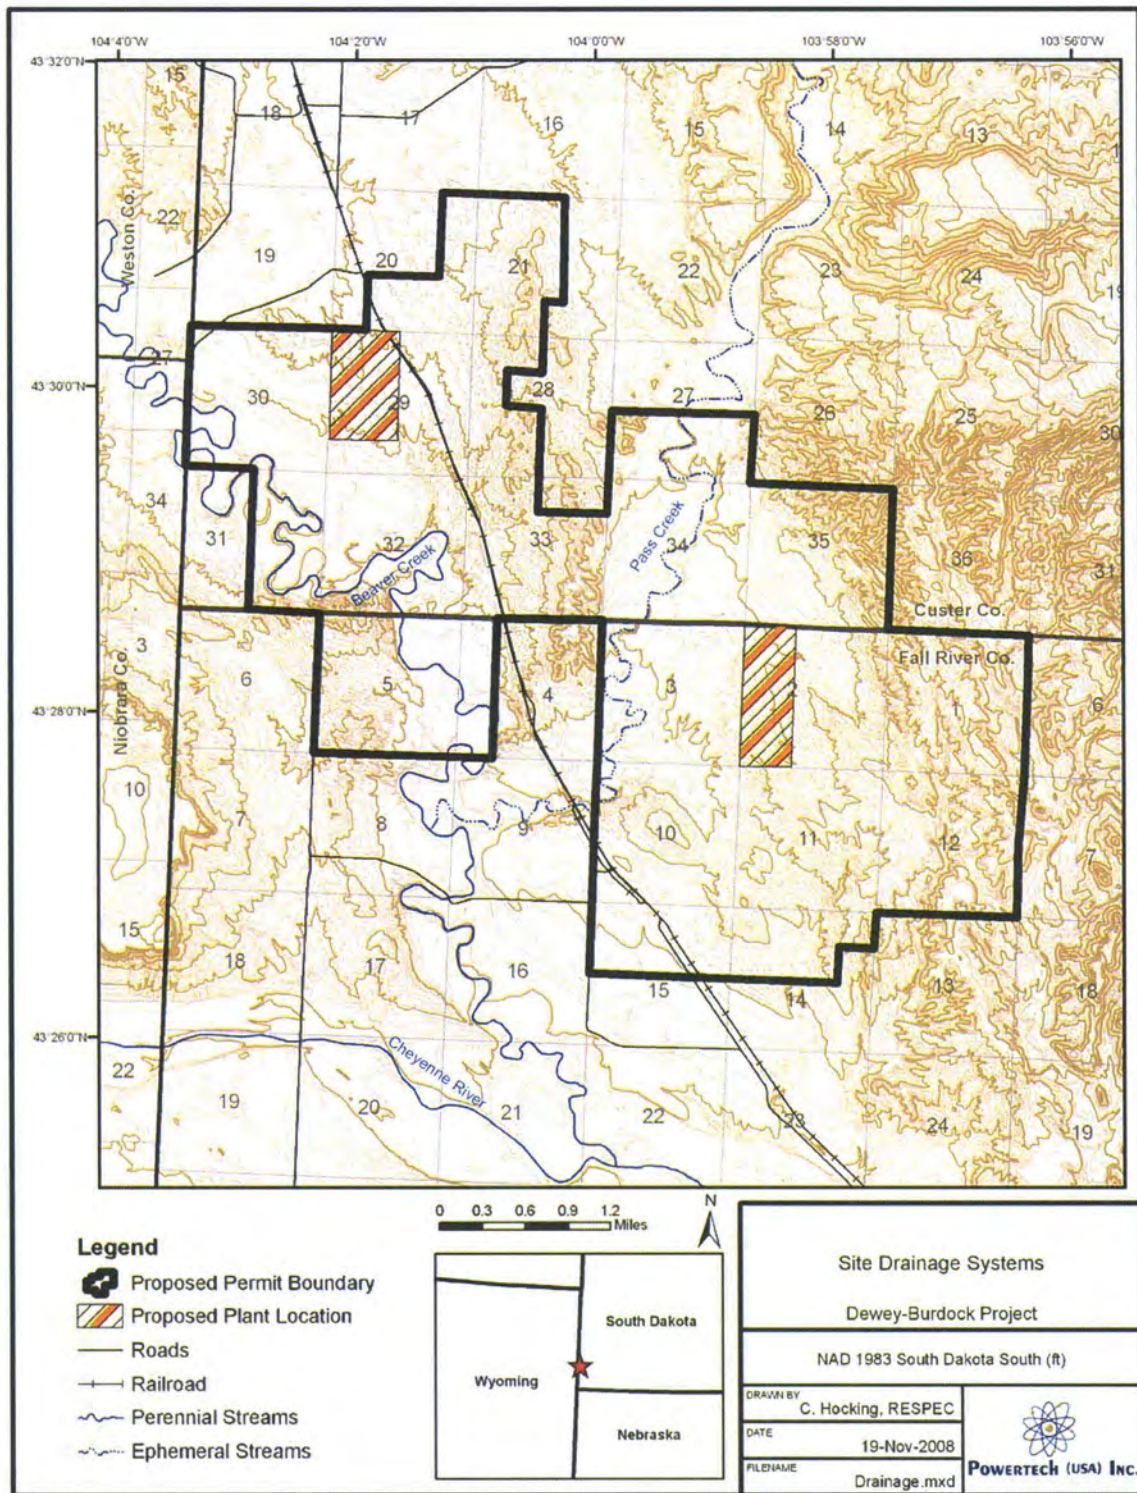 104°4'0"W 104°2'0"W 104°0'0"W 103°58'0"W 103°56'0"W
43°32'0"N
15 18 17 16 15 14 13 1
Weston Co.
22 19 20 21 22 23 24 19
27
43°30'0"N
30 29 28 27 26 25 30
34 31 32 33 34 35 36 31
Beaver Creek
Pass Creek
Custer Co.
Fall River Co.
Niobrara Co.
3 6 5 4 3 2 1 6
43°28'0"N
10 7 8 9 10 11 12 7
15 18 17 16 15 14 13 18
43°26'0"N
Cheyenne River
22 19 20 21 22 23 24 19
Legend
Proposed Permit Boundary
Proposed Plant Location
Roads
Railroad
Perennial Streams
Ephemeral Streams
0 0.3 0.6 0.9 1.2
Miles
N
South Dakota
Wyoming
Nebraska
Site Drainage Systems
Dewey-Burdock Project
NAD 1983 South Dakota South (ft)
DRAWN BY
C. Hocking, RESPEC
DATE
19-Nov-2008
FILENAME
Drainage.mxd
POWERTECH (USA) INC.